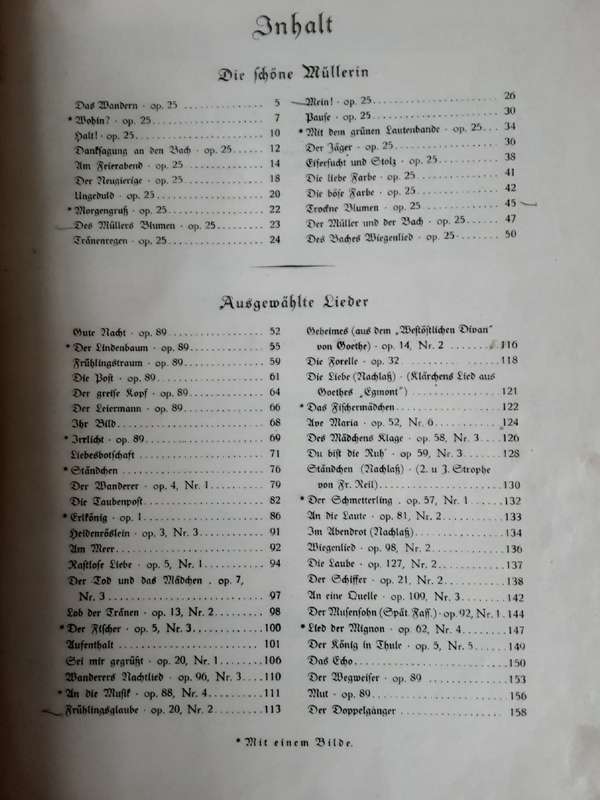 Inhalt
Die schöne Müllerin
Das Wandern · op. 25 ............... 5
* Wohin? · op. 25 ............... 7
Halt! · op. 25 ............... 10
Danksagung an den Bach · op. 25 ...... 12
Am Feierabend · op. 25 ............... 14
Der Neugierige · op. 25 ............... 18
Ungeduld · op. 25 ............... 20
* Morgengruß · op. 25 ............... 22
Des Müllers Blumen · op. 25 ......... 23
Tränenregen · op. 25 ............... 24
Mein! · op. 25 ............... 26
Pause · op. 25 ............... 30
* Mit dem grünen Lautenbande · op. 25 ... 34
Der Jäger · op. 25 ............... 36
Eifersucht und Stolz · op. 25 ......... 38
Die liebe Farbe · op. 25 ............... 41
Die böse Farbe · op. 25 ............... 42
Trockne Blumen · op. 25 ............... 45
Der Müller und der Bach · op. 25 ...... 47
Des Baches Wiegenlied · op. 25 ......... 50
Ausgewählte Lieder
Gute Nacht · op. 89 ............... 52
* Der Lindenbaum · op. 89 ............... 55
Frühlingstraum · op. 89 ............... 59
Die Post · op. 89 ............... 61
Der greise Kopf · op. 89 ............... 64
Der Leiermann · op. 89 ............... 66
Ihr Bild ............... 68
* Irrlicht · op. 89 ............... 69
Liebesbotschaft ............... 71
* Ständchen ............... 76
Der Wanderer · op. 4, Nr. 1 ......... 79
Die Taubenpost ............... 82
* Erlkönig · op. 1 ............... 86
Heidenröslein · op. 3, Nr. 3 ......... 91
Am Meer ............... 92
Rastlose Liebe · op. 5, Nr. 1 ......... 94
Der Tod und das Mädchen . op. 7,
Nr. 3 ............... 97
Lob der Tränen · op. 13, Nr. 2 ......... 98
* Der Fischer · op. 5, Nr. 3 ......... 100
Aufenthalt ............... 101
Sei mir gegrüßt · op. 20, Nr. 1 ...... 106
Wanderers Nachtlied · op. 96, Nr. 3 .... 110
* An die Musik · op. 88, Nr. 4 ......... 111
Frühlingsglaube · op. 20, Nr. 2 ...... 113
Geheimes (aus dem „Westöstlichen Divan"
von Goethe) · op. 14, Nr. 2 ...... 116
Die Forelle · op. 32 ............... 118
Die Liebe (Nachlaß) · (Klärchens Lied aus
Goethes „Egmont") ............... 121
* Das Fischermädchen ............... 122
Ave Maria · op. 52, Nr. 6 ............ 124
Des Mädchens Klage · op. 58, Nr. 3 ... 126
Du bist die Ruh' · op 59, Nr. 3 ...... 128
Ständchen (Nachlaß) · (2. u. 3. Strophe
von Fr. Reil) ............... 130
* Der Schmetterling . op. 57, Nr. 1 ...... 132
An die Laute · op. 81, Nr. 2 ......... 133
Im Abendrot (Nachlaß) ............... 134
Wiegenlied · op. 98, Nr. 2 ............ 136
Die Laube · op. 127, Nr. 2 ............ 137
Der Schiffer · op. 21, Nr. 2 ......... 138
An eine Quelle · op. 109, Nr. 3 ...... 142
Der Musensohn (Spät. Fass.) · op. 92, Nr. 1 . 144
* Lied der Mignon · op. 62, Nr. 4 ...... 147
Der König in Thule · op. 5, Nr. 5 ...... 149
Das Echo ............... 150
Der Wegweiser · op. 89 ............... 153
Mut · op. 89 ............... 156
Der Doppelgänger ............... 158
* Mit einem Bilde.